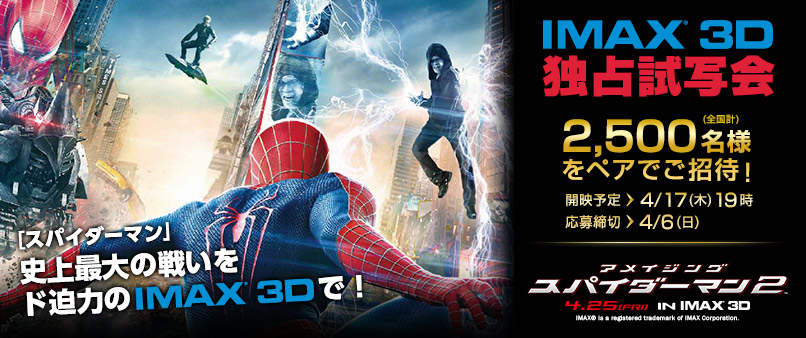 [スパイダーマン」
史上最大の戦いを
ド迫力のIMAX® 3Dで！
IMAX® 3D
独占試写会
(全国計)
2,500名様
をペアでご招待！
開映予定 > 4/17(木) 19時
応募締切 > 4/6(日)
アメイジング
スパイダーマン2™
4.25(FRI) IN IMAX 3D
IMAX® is a registered trademark of IMAX Corporation.
TIMES S